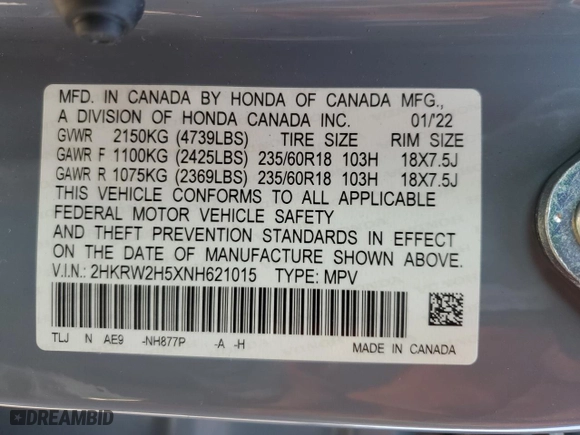 MFD. IN CANADA BY HONDA OF CANADA MFG.,
A DIVISION OF HONDA CANADA INC. 01/'22
GVWR 2150KG (4739LBS) TIRE SIZE RIM SIZE
GAWR F 1100KG (2425LBS) 235/60R18 103H 18X7.5J
GAWR R 1075KG (2369LBS) 235/60R18 103H 18X7.5J
THIS VEHICLE CONFORMS TO ALL APPLICABLE
FEDERAL MOTOR VEHICLE SAFETY
AND THEFT PREVENTION STANDARDS IN EFFECT
ON THE DATE OF MANUFACTURE SHOWN ABOVE.
V.I.N.: 2HKRW2H5XNH621015 TYPE: MPV
TLJ N AE9 -NH877P -A -H MADE IN CANADA
DREAMBID